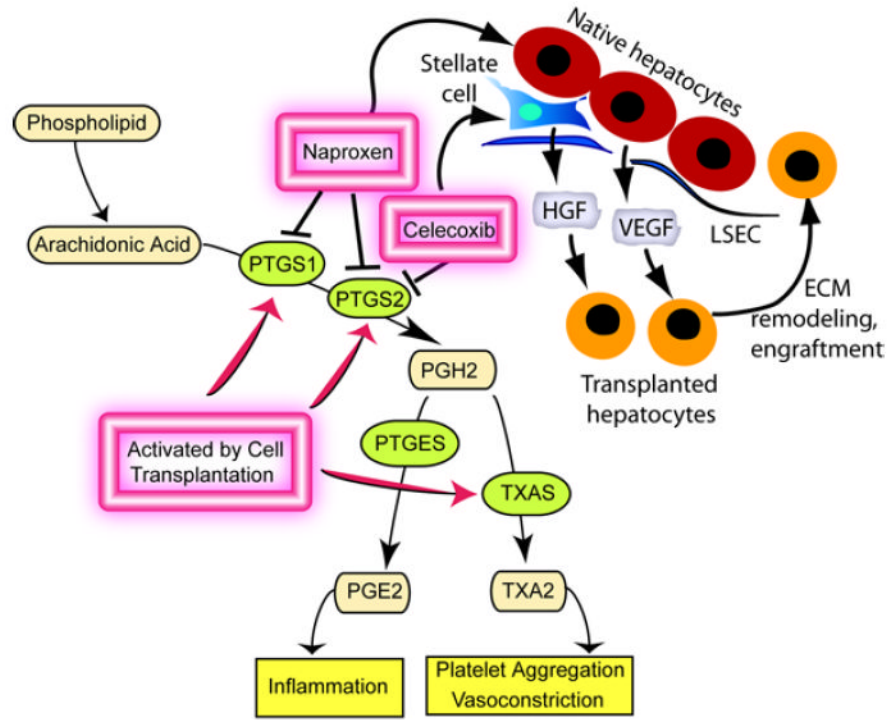 Native hepatocytes
Stellate
cell
Phospholipid
Naproxen
HGF
VEGF
LSEC
Celecoxib
Arachidonic Acid
PTGS1
PTGS2
ECM
remodeling,
engraftment
PGH2
Transplanted
hepatocytes
Activated by Cell
Transplantation
PTGES
TXAS
PGE2
TXA2
Inflammation
Platelet Aggregation
Vasoconstriction